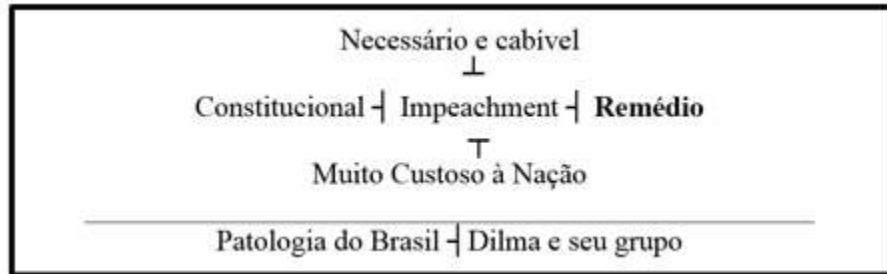 Necessário e cabível
┴
Constitucional ┤ Impeachment ┤ Remédio
┬
Muito Custoso à Nação
Patologia do Brasil ┤ Dilma e seu grupo